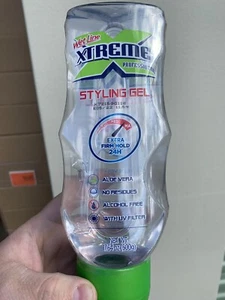 Wet Line
XTREME
PROFESSIONAL
STYLING GEL
EXTRA
FIRM HOLD
24H
ALOE VERA
NO RESIDUES
ALCOHOL FREE
WITH UV FILTER